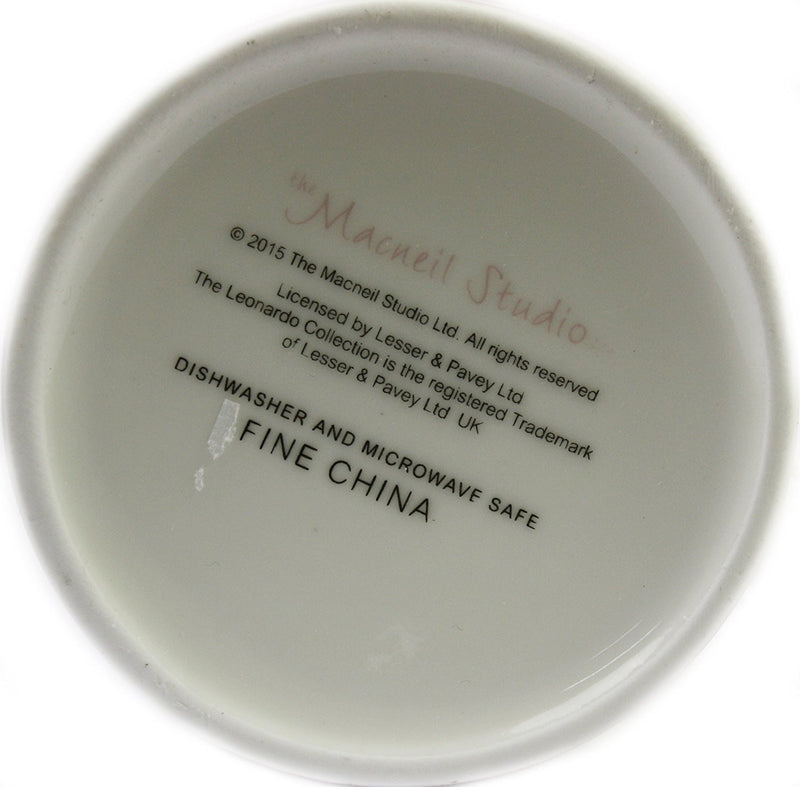 the
Macneil Studio
© 2015 The Macneil Studio Ltd. All rights reserved
Licensed by Lesser & Pavey Ltd
The Leonardo Collection is the registered Trademark
of Lesser & Pavey Ltd UK
DISHWASHER AND MICROWAVE SAFE
FINE CHINA